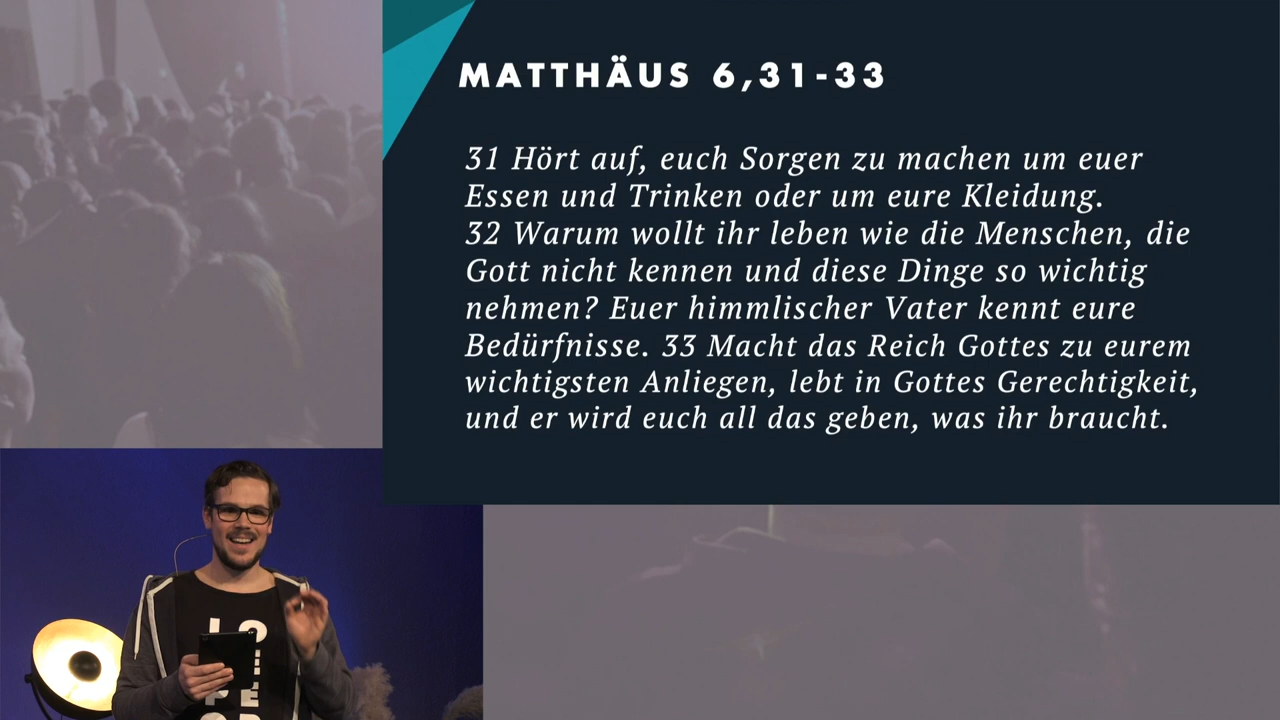 MATTHÄUS 6,31-33
31 Hört auf, euch Sorgen zu machen um euer
Essen und Trinken oder um eure Kleidung.
32 Warum wollt ihr leben wie die Menschen, die
Gott nicht kennen und diese Dinge so wichtig
nehmen? Euer himmlischer Vater kennt eure
Bedürfnisse. 33 Macht das Reich Gottes zu eurem
wichtigsten Anliegen, lebt in Gottes Gerechtigkeit,
und er wird euch all das geben, was ihr braucht.